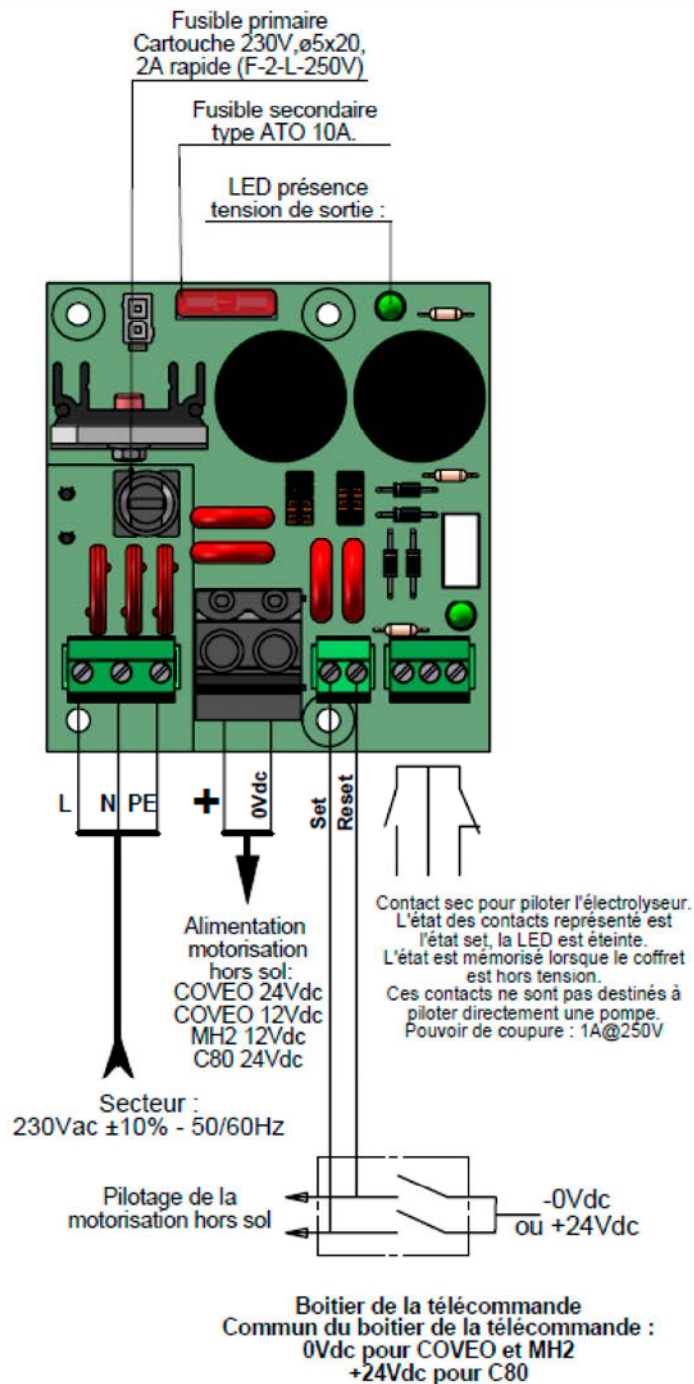 Fusible primaire
Cartouche 230V,ø5x20,
2A rapide (F-2-L-250V)
Fusible secondaire
type ATO 10A.
LED présence
tension de sortie :
L N PE + 0Vdc Set Reset
Alimentation
motorisation
hors sol:
COVEO 24Vdc
COVEO 12Vdc
MH2 12Vdc
C80 24Vdc
Contact sec pour piloter l'électrolyseur.
L'état des contacts représenté est
l'état set, la LED est éteinte.
L'état est mémorisé lorsque le coffret
est hors tension.
Ces contacts ne sont pas destinés à
piloter directement une pompe.
Pouvoir de coupure : 1A@250V
Secteur :
230Vac ±10% - 50/60Hz
Pilotage de la
motorisation hors sol
-0Vdc
ou +24Vdc
Boitier de la télécommande
Commun du boitier de la télécommande :
0Vdc pour COVEO et MH2
+24Vdc pour C80